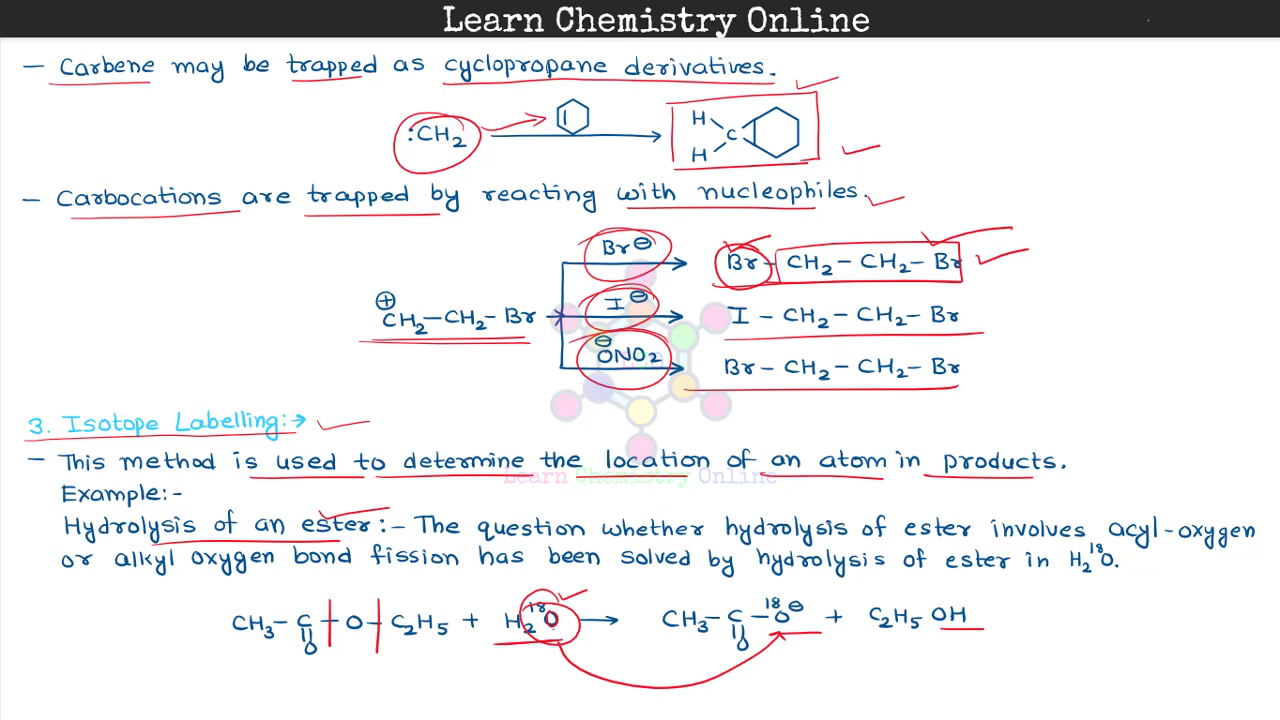 Learn Chemistry Online
— Carbene may be trapped as cyclopropane derivatives.
:CH2
H
C
H
— Carbocations are trapped by reacting with nucleophiles.
Br⊖
Br – CH2 – CH2 – Br
⊕
CH2 – CH2 – Br
I⊖
I – CH2 – CH2 – Br
⊖
ONO2
Br – CH2 – CH2 – Br
3. Isotope Labelling:→
— This method is used to determine the location of an atom in products.
Learn Chemistry Online
Example:-
Hydrolysis of an ester:- The question whether hydrolysis of ester involves acyl-oxygen
or alkyl oxygen bond fission has been solved by hydrolysis of ester in H2¹⁸O.
CH3 – C – O – C2H5 + H2¹⁸O → CH3 – C – ¹⁸O⊖ + C2H5 OH
O O